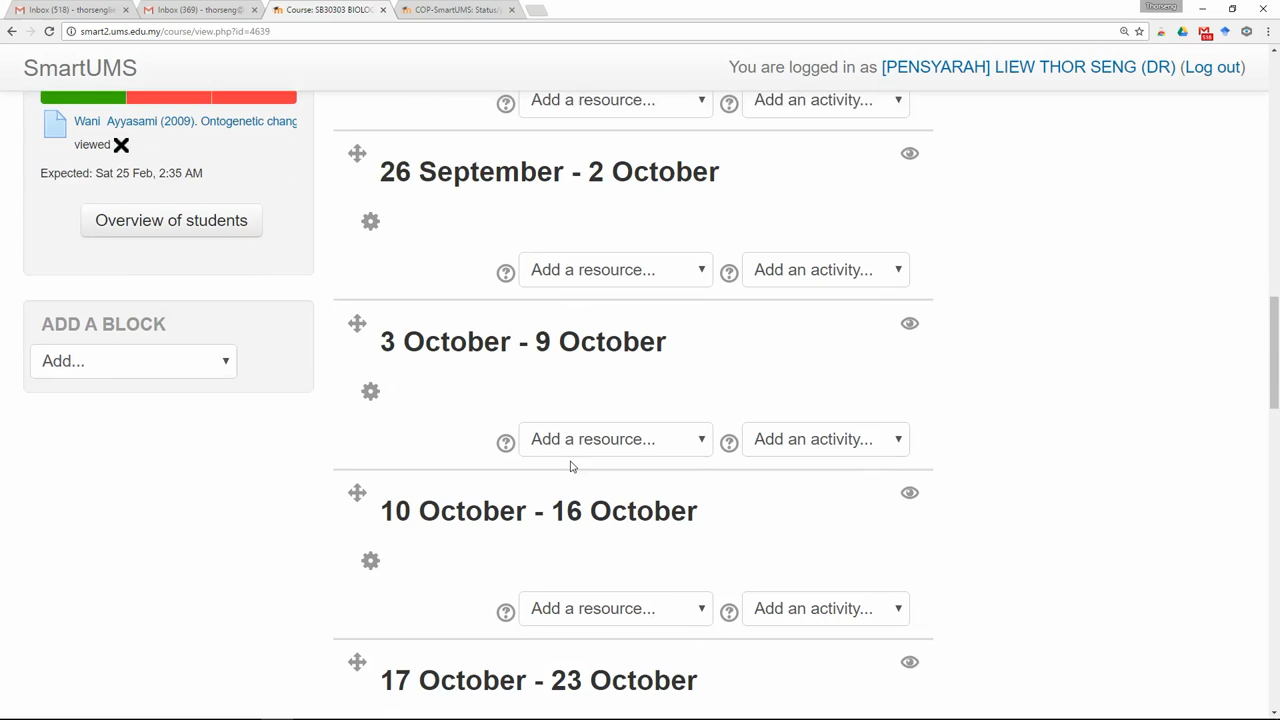 Inbox (518) - thorsengli
Inbox (369) - thorseng@
Course: SB30303 BIOLOG
COP-SmartUMS: Status/
Thorseng
smart2.ums.edu.my/course/view.php?id=4639
518
SmartUMS
You are logged in as [PENSYARAH] LIEW THOR SENG (DR) (Log out)
Wani Ayyasami (2009). Ontogenetic chang
viewed
Expected: Sat 25 Feb, 2:35 AM
Overview of students
ADD A BLOCK
Add...
Add a resource... Add an activity...
26 September - 2 October
Add a resource... Add an activity...
3 October - 9 October
Add a resource... Add an activity...
10 October - 16 October
Add a resource... Add an activity...
17 October - 23 October